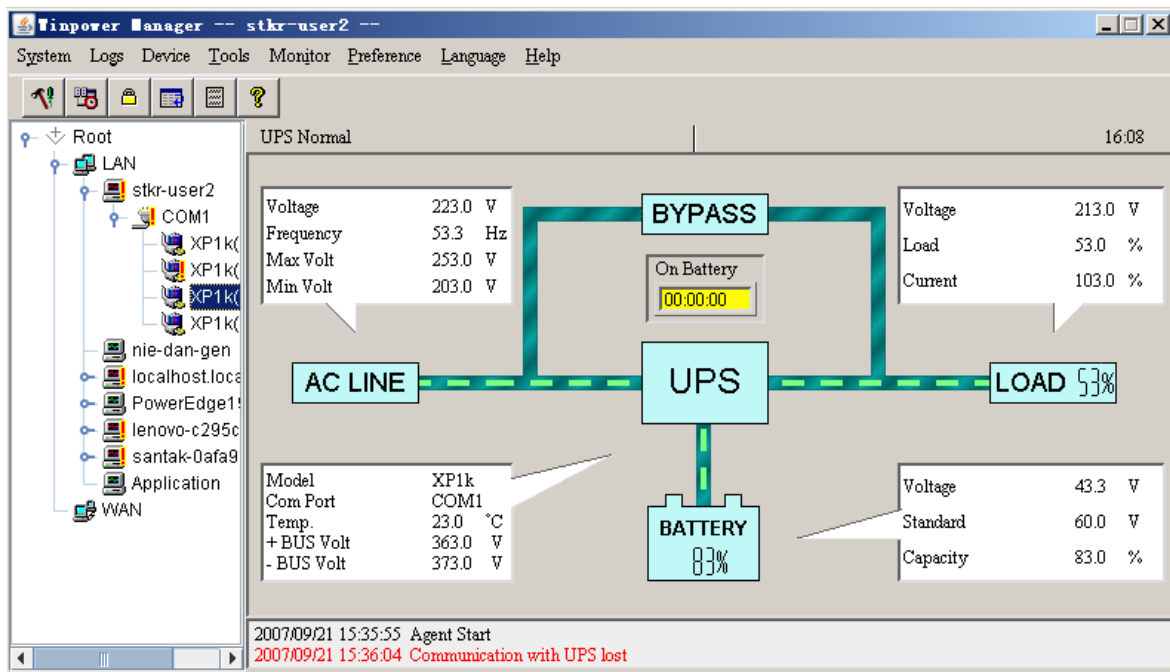 Winpower Manager -- stkr-user2 --
System Logs Device Tools Monitor Preference Language Help
UPS Normal 16:08
Root
LAN
stkr-user2
COM1
XP1k(
XP1k(
XP1k(
XP1k(
nie-dan-gen
localhost.loca
PowerEdge1
lenovo-c295c
santak-0afa9
Application
WAN
Voltage 223.0 V
Frequency 53.3 Hz
Max Volt 253.0 V
Min Volt 203.0 V
BYPASS
On Battery
00:00:00
Voltage 213.0 V
Load 53.0 %
Current 103.0 %
AC LINE
UPS
LOAD 53%
Model XP1k
Com Port COM1
Temp. 23.0 °C
+ BUS Volt 363.0 V
- BUS Volt 373.0 V
BATTERY
83%
Voltage 43.3 V
Standard 60.0 V
Capacity 83.0 %
2007/09/21 15:35:55 Agent Start
2007/09/21 15:36:04 Communication with UPS lost